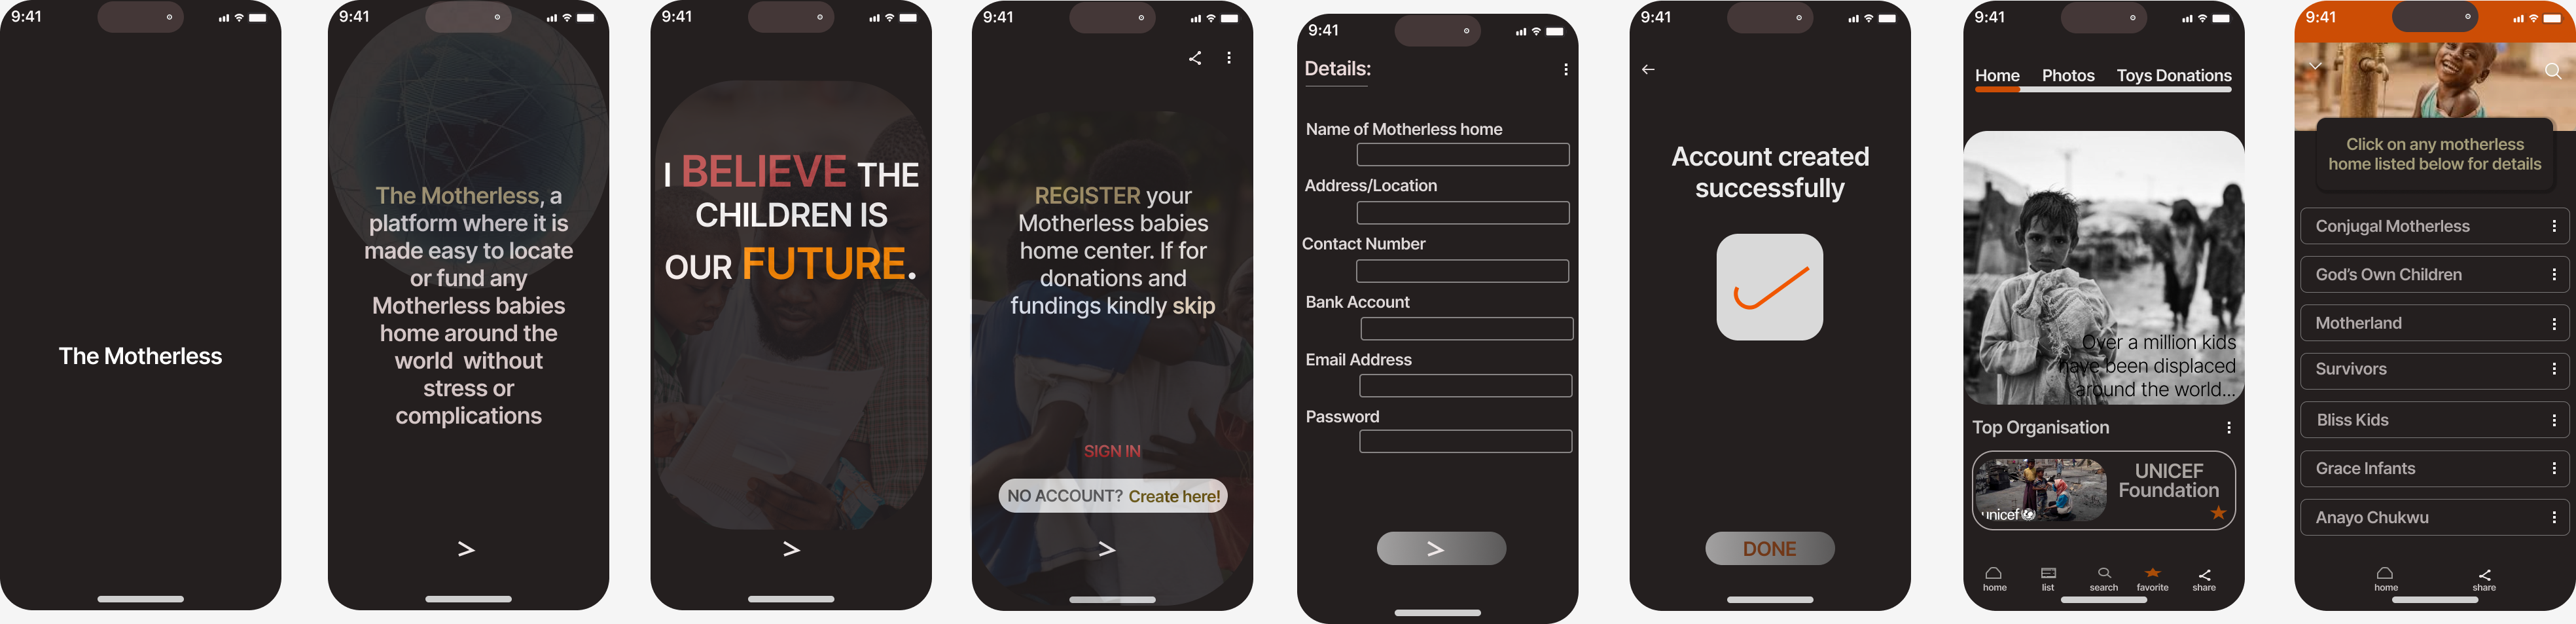 9:41
The Motherless
9:41
The Motherless, a
platform where it is
made easy to locate
or fund any
Motherless babies
home around the
world without
stress or
complications
>
9:41
I BELIEVE THE
CHILDREN IS
OUR FUTURE.
>
9:41
REGISTER your
Motherless babies
home center. If for
donations and
fundings kindly skip
SIGN IN
NO ACCOUNT? Create here!
>
9:41
Details:
Name of Motherless home
Address/Location
Contact Number
Bank Account
Email Address
Password
>
9:41
Account created
successfully
DONE
9:41
Home Photos Toys Donations
Over a million kids
have been displaced
around the world...
Top Organisation
UNICEF
Foundation
unicef
home list search favorite share
9:41
Click on any motherless
home listed below for details
Conjugal Motherless
God's Own Children
Motherland
Survivors
Bliss Kids
Grace Infants
Anayo Chukwu
home share